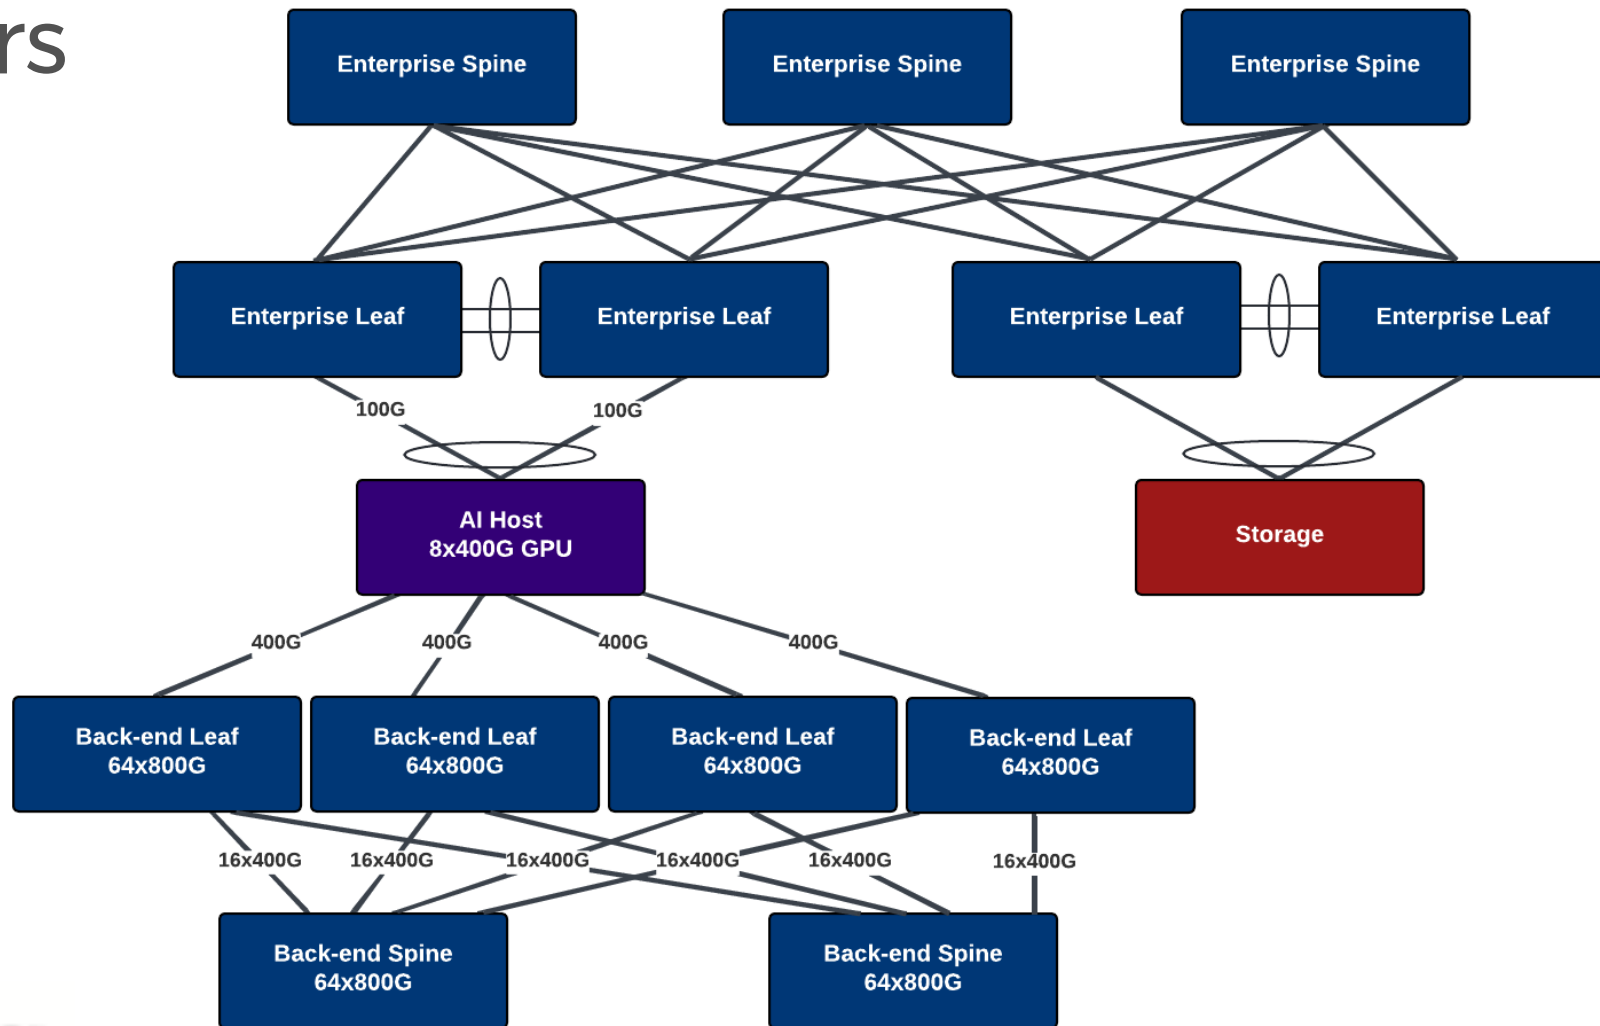 rs
Enterprise Spine
Enterprise Spine
Enterprise Spine
Enterprise Leaf
Enterprise Leaf
Enterprise Leaf
Enterprise Leaf
100G
100G
AI Host
8x400G GPU
Storage
400G
400G
400G
400G
Back-end Leaf
64x800G
Back-end Leaf
64x800G
Back-end Leaf
64x800G
Back-end Leaf
64x800G
16x400G
16x400G
16x400G
16x400G
16x400G
16x400G
Back-end Spine
64x800G
Back-end Spine
64x800G